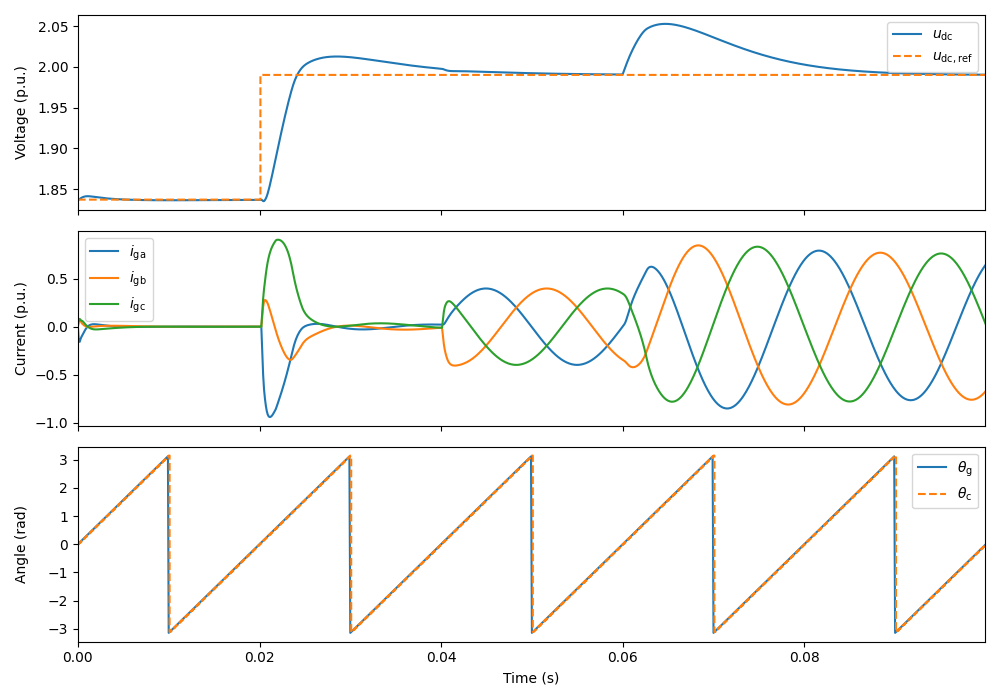 2.05
2.00
1.95
1.90
1.85
Voltage (p.u.)
u_dc
u_dc, ref
0.5
0.0
−0.5
−1.0
Current (p.u.)
i_ga
i_gb
i_gc
3
2
1
0
−1
−2
−3
Angle (rad)
θ_g
θ_c
0.00 0.02 0.04 0.06 0.08
Time (s)